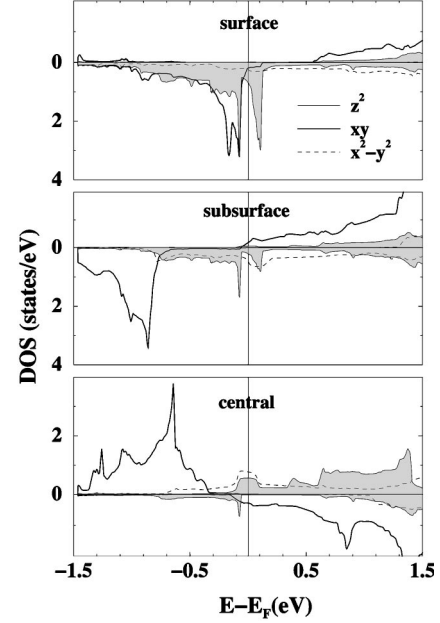 surface
0
2
4
z²
xy
x²−y²
subsurface
0
2
4
DOS (states/eV)
central
2
0
−1.5 −0.5 0.5 1.5
E−E_F(eV)